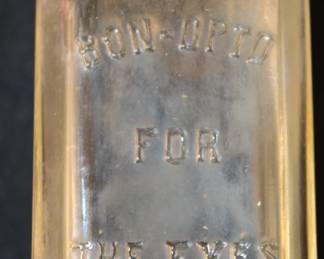 BON-OPTO
FOR
THE EYES